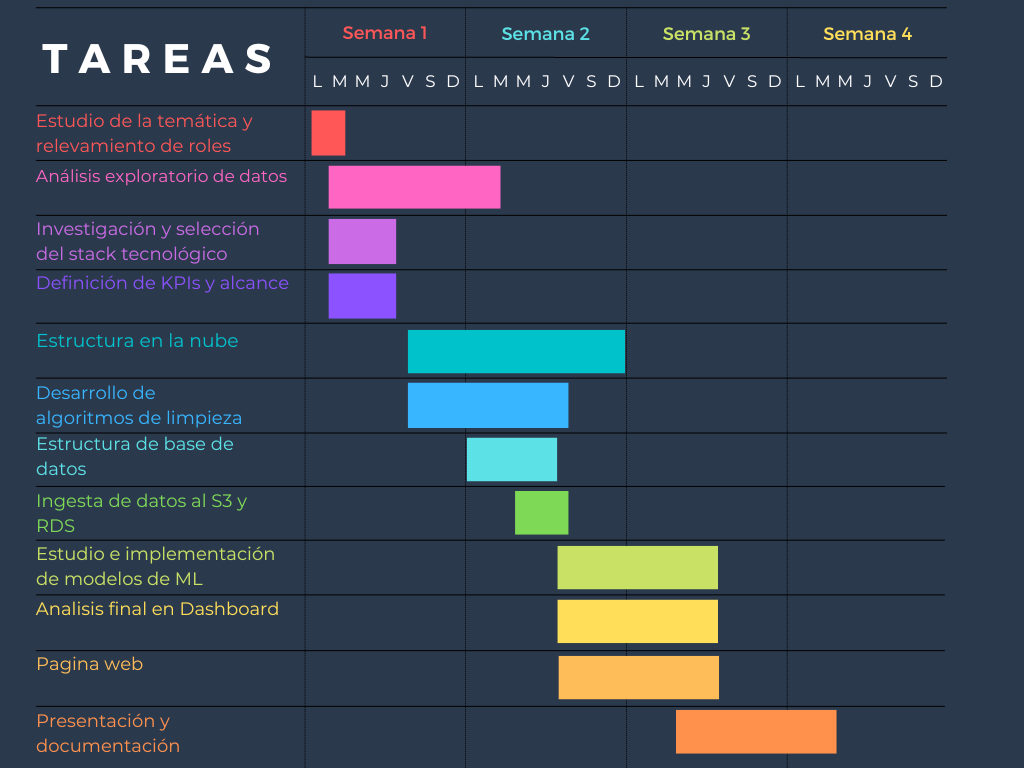 TAREAS
Semana 1 Semana 2 Semana 3 Semana 4
L M M J V S D L M M J V S D L M M J V S D L M M J V S D
Estudio de la temática y
relevamiento de roles
Análisis exploratorio de datos
Investigación y selección
del stack tecnológico
Definición de KPIs y alcance
Estructura en la nube
Desarrollo de
algoritmos de limpieza
Estructura de base de
datos
Ingesta de datos al S3 y
RDS
Estudio e implementación
de modelos de ML
Analisis final en Dashboard
Pagina web
Presentación y
documentación